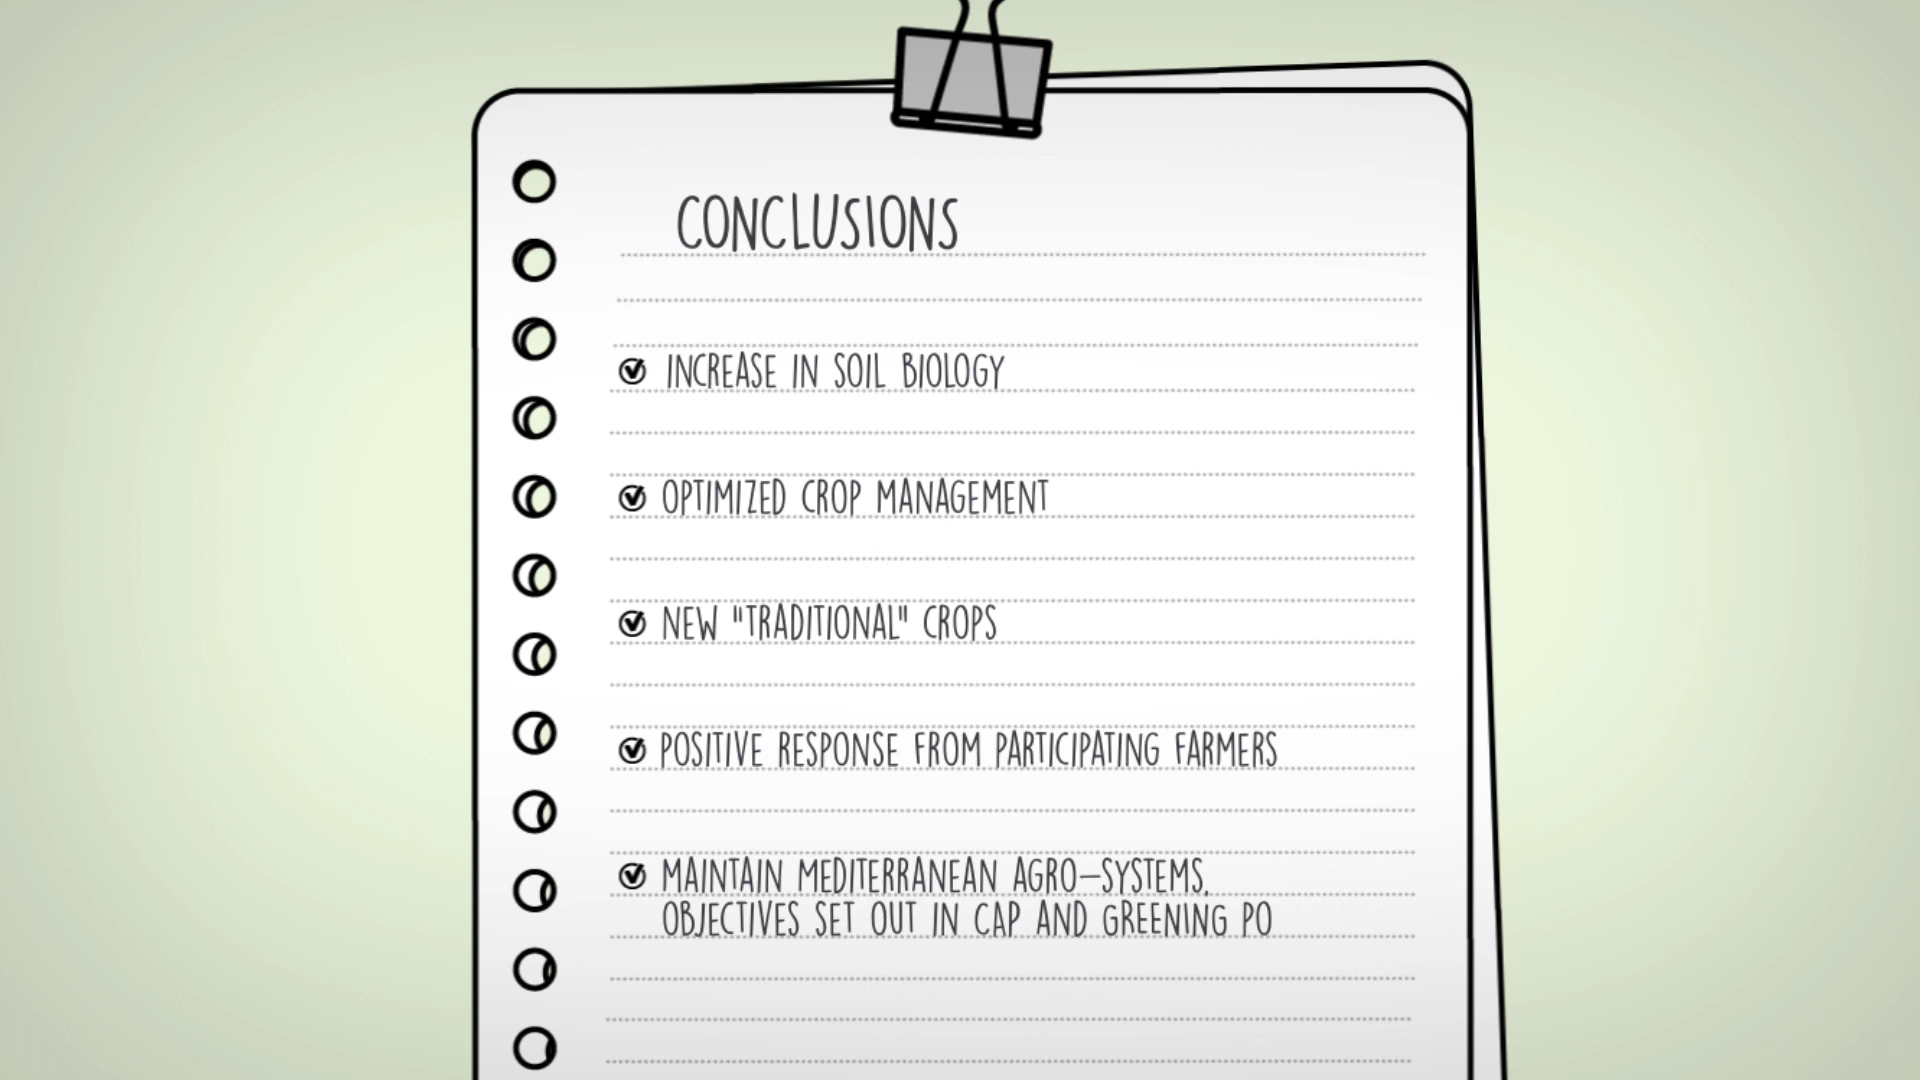 CONCLUSIONS
INCREASE IN SOIL BIOLOGY
OPTIMIZED CROP MANAGEMENT
NEW "TRADITIONAL" CROPS
POSITIVE RESPONSE FROM PARTICIPATING FARMERS
MAINTAIN MEDITERRANEAN AGRO–SYSTEMS,
OBJECTIVES SET OUT IN CAP AND GREENING PO